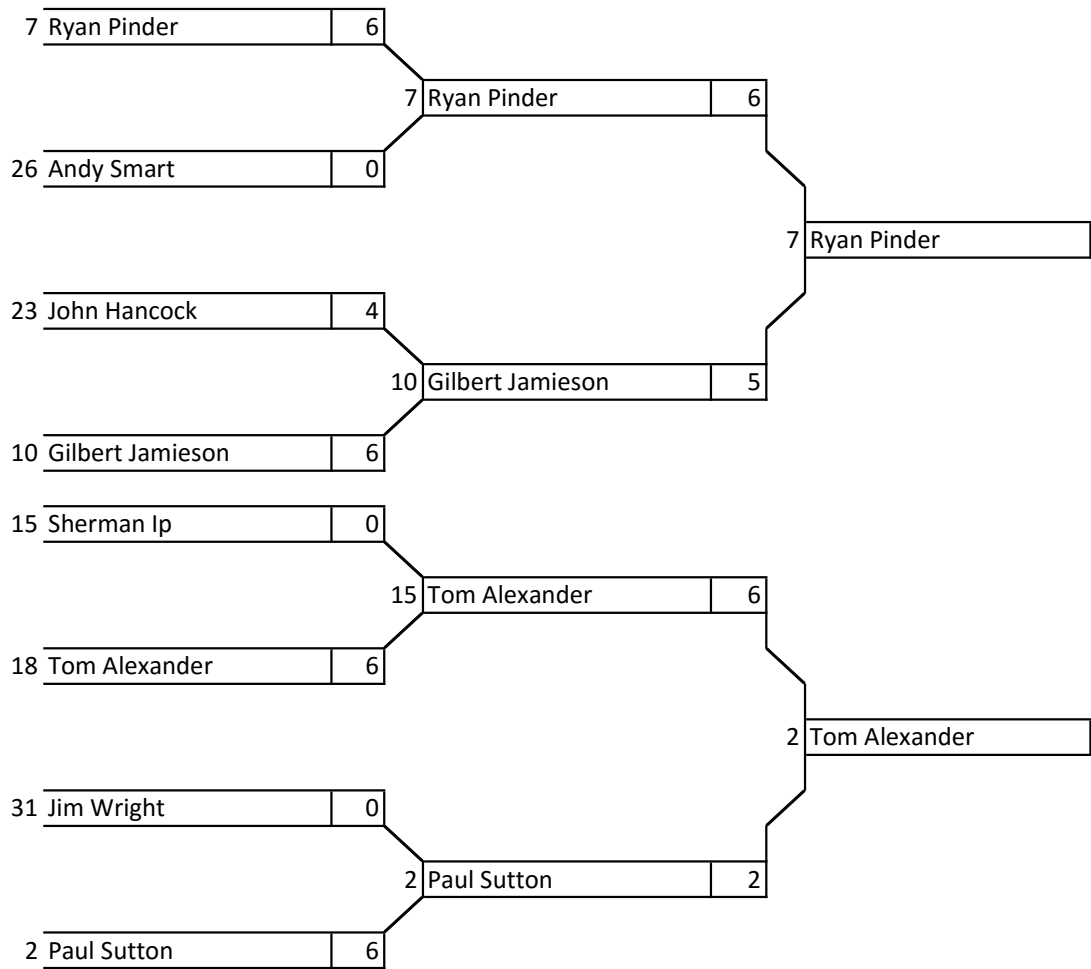 7 Ryan Pinder 6
7 Ryan Pinder 6
26 Andy Smart 0
7 Ryan Pinder
23 John Hancock 4
10 Gilbert Jamieson 5
10 Gilbert Jamieson 6
15 Sherman Ip 0
15 Tom Alexander 6
18 Tom Alexander 6
2 Tom Alexander
31 Jim Wright 0
2 Paul Sutton 2
2 Paul Sutton 6